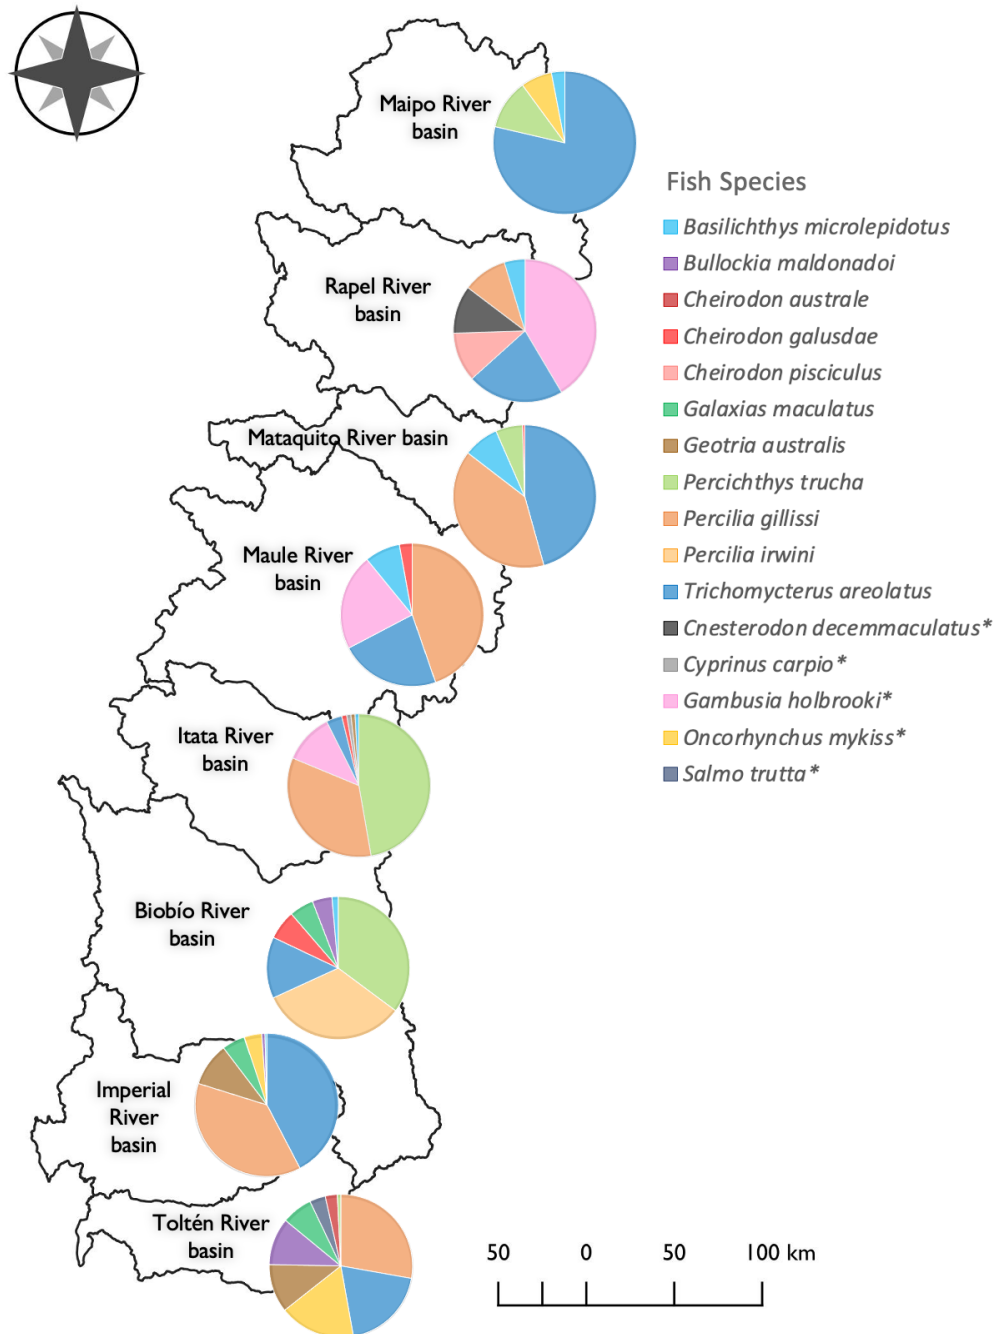 Maipo River
basin
Rapel River
basin
Mataquito River basin
Maule River
basin
Itata River
basin
Biobío River
basin
Imperial
River
basin
Toltén River
basin
Fish Species
Basilichthys microlepidotus
Bullockia maldonadoi
Cheirodon australe
Cheirodon galusdae
Cheirodon pisciculus
Galaxias maculatus
Geotria australis
Percichthys trucha
Percilia gillissi
Percilia irwini
Trichomycterus areolatus
Cnesterodon decemmaculatus*
Cyprinus carpio*
Gambusia holbrooki*
Oncorhynchus mykiss*
Salmo trutta*
50 0 50 100 km